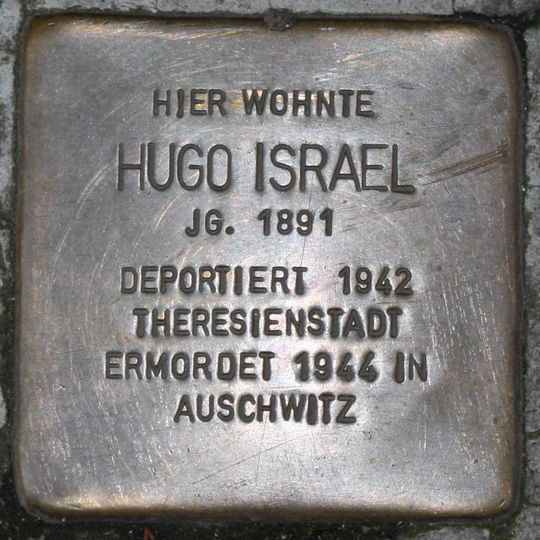 HIER WOHNTE
HUGO ISRAEL
JG. 1891
DEPORTIERT 1942
THERESIENSTADT
ERMORDET 1944 IN
AUSCHWITZ